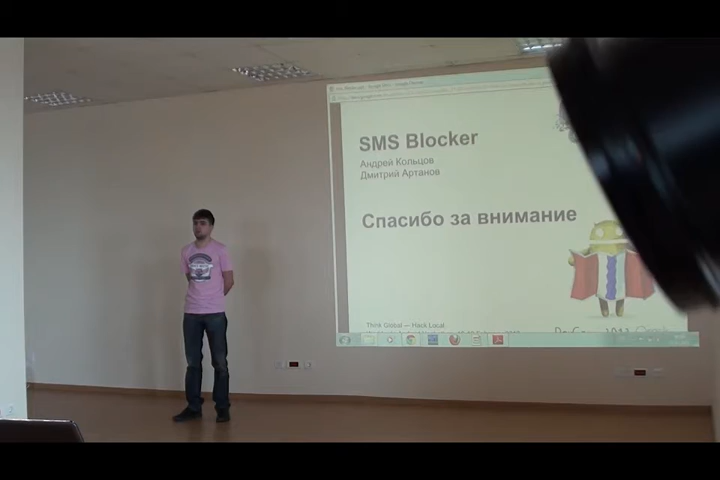 SMS Blocker
Андрей Кольцов
Дмитрий Артанов
Спасибо за внимание
Think Global — Hack Local